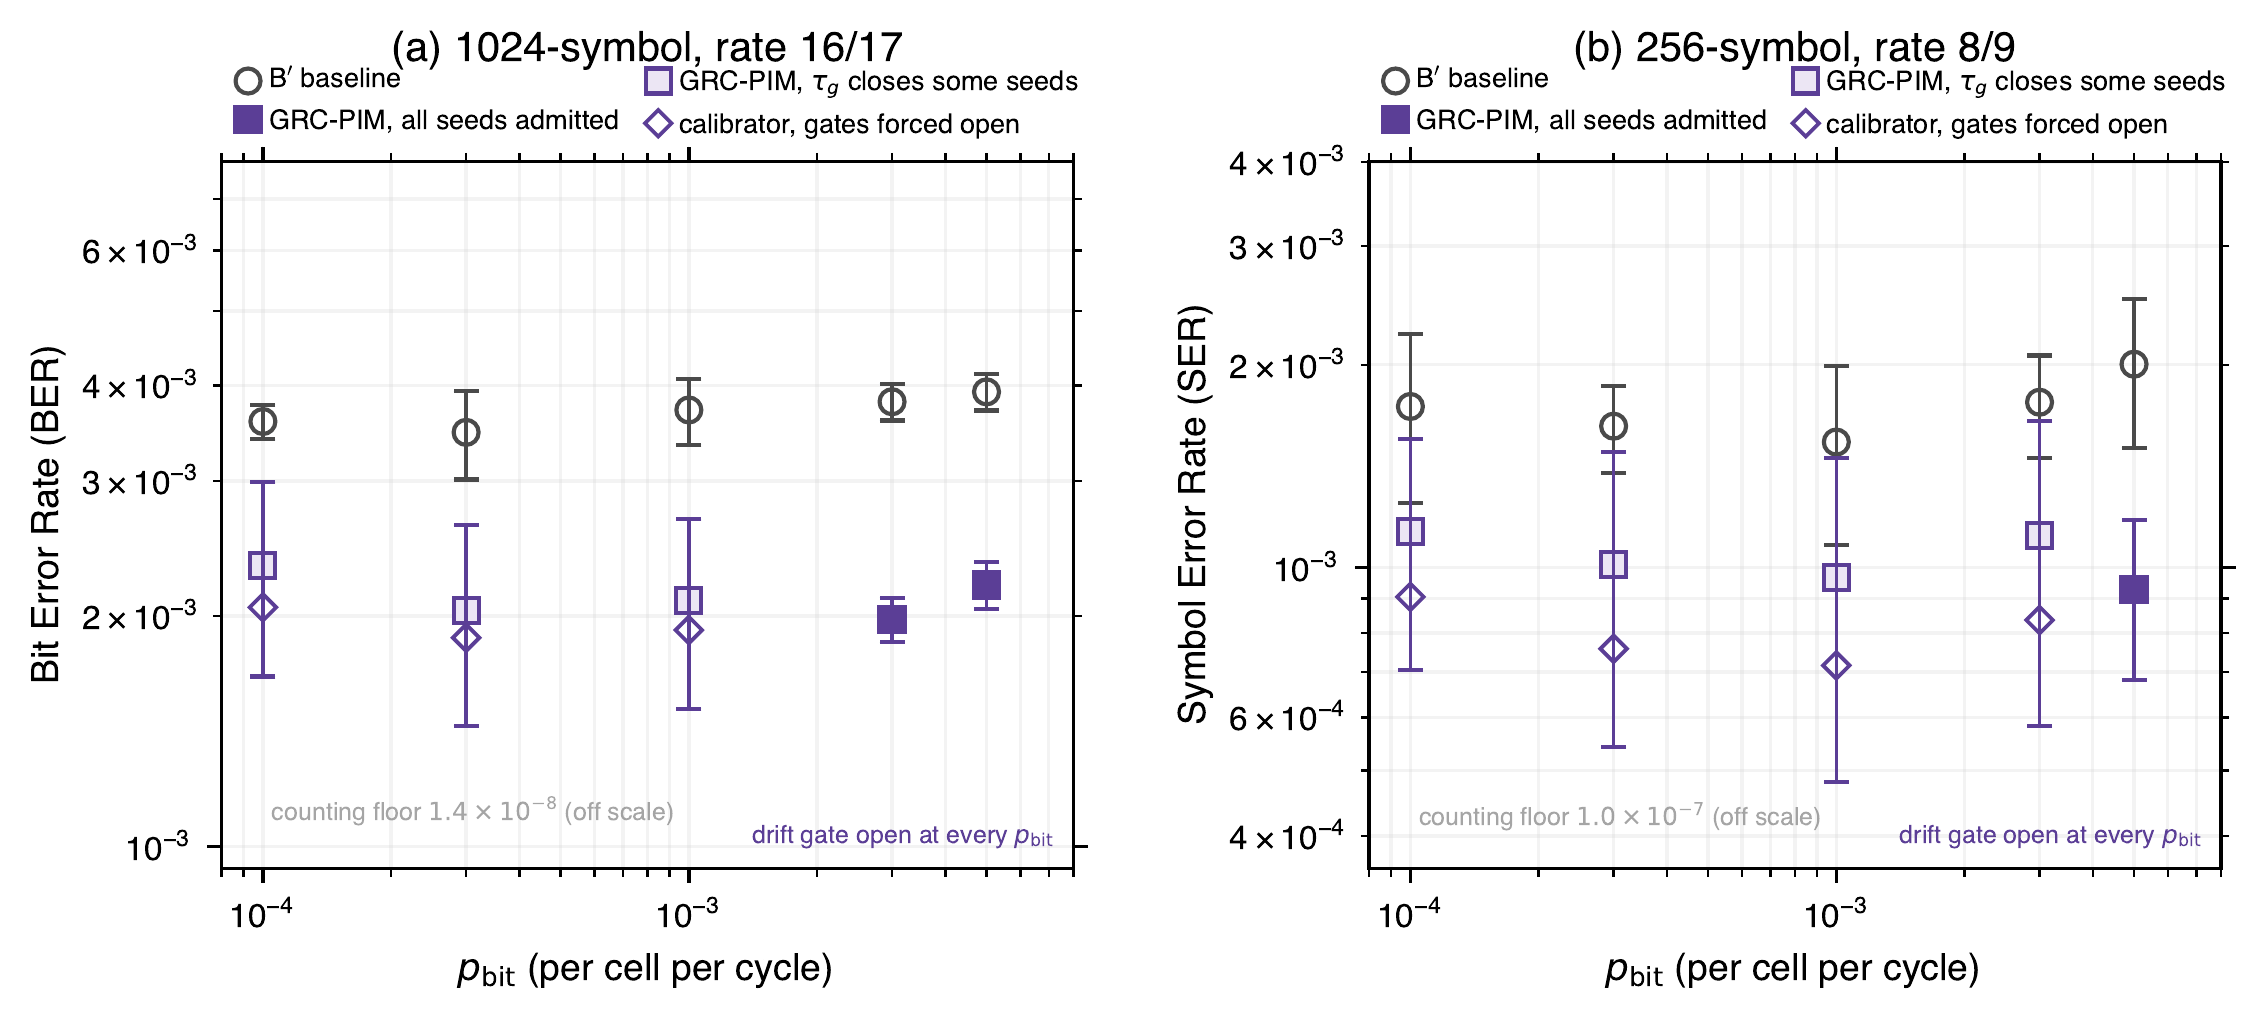 (a) 1024-symbol, rate 16/17
B′ baseline
GRC-PIM, all seeds admitted
GRC-PIM, τg closes some seeds
calibrator, gates forced open
Bit Error Rate (BER)
6 × 10⁻³
4 × 10⁻³
3 × 10⁻³
2 × 10⁻³
10⁻³
counting floor 1.4 × 10⁻⁸ (off scale)
drift gate open at every pbit
10⁻⁴
10⁻³
pbit (per cell per cycle)
(b) 256-symbol, rate 8/9
B′ baseline
GRC-PIM, all seeds admitted
GRC-PIM, τg closes some seeds
calibrator, gates forced open
Symbol Error Rate (SER)
4 × 10⁻³
3 × 10⁻³
2 × 10⁻³
10⁻³
6 × 10⁻⁴
4 × 10⁻⁴
counting floor 1.0 × 10⁻⁷ (off scale)
drift gate open at every pbit
10⁻⁴
10⁻³
pbit (per cell per cycle)